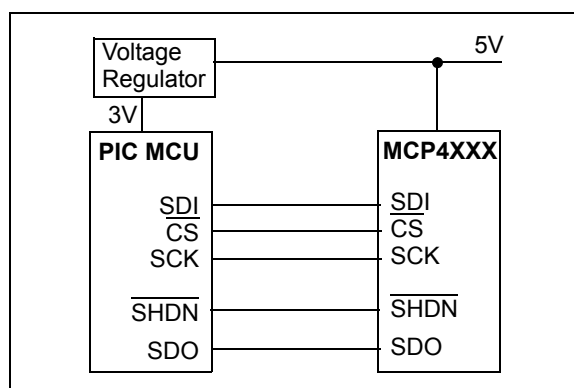 Voltage
Regulator
5V
3V
PIC MCU
MCP4XXX
SDI
SDI
CS
CS
SCK
SCK
SHDN
SHDN
SDO
SDO